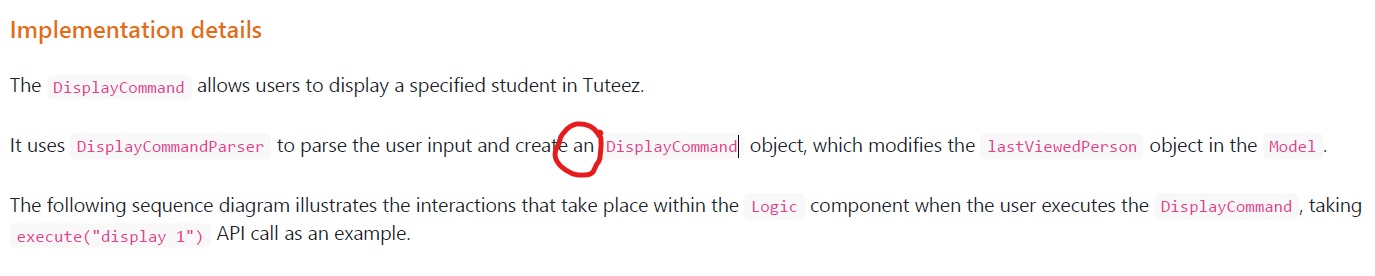 Implementation details
The DisplayCommand allows users to display a specified student in Tuteez.
It uses DisplayCommandParser to parse the user input and create an DisplayCommand object, which modifies the lastViewedPerson object in the Model.
The following sequence diagram illustrates the interactions that take place within the Logic component when the user executes the DisplayCommand, taking
execute("display 1") API call as an example.